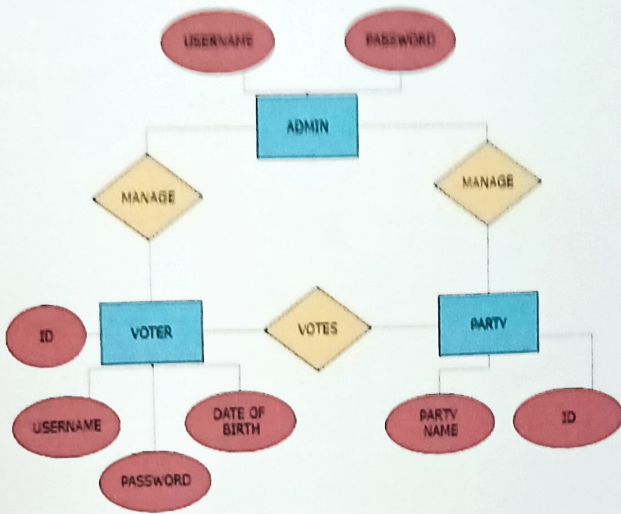 USERNAME
PASSWORD
ADMIN
MANAGE
MANAGE
ID
VOTER
VOTES
PARTY
USERNAME
PASSWORD
DATE OF
BIRTH
PARTY
NAME
ID